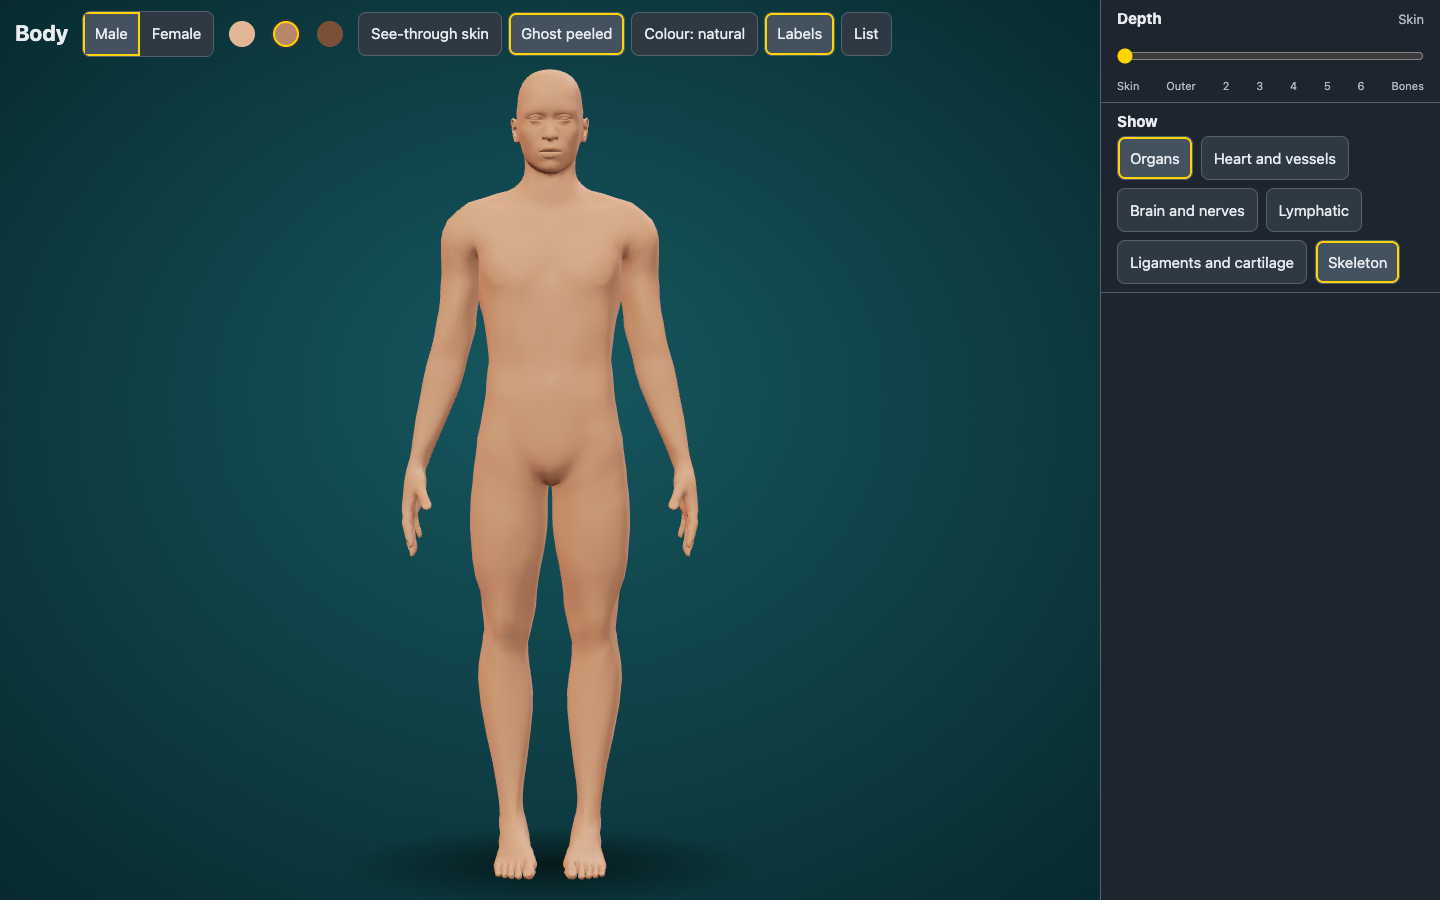 Body Male Female See-through skin Ghost peeled Colour: natural Labels List
Depth Skin
Skin Outer 2 3 4 5 6 Bones
Show
Organs Heart and vessels
Brain and nerves Lymphatic
Ligaments and cartilage Skeleton